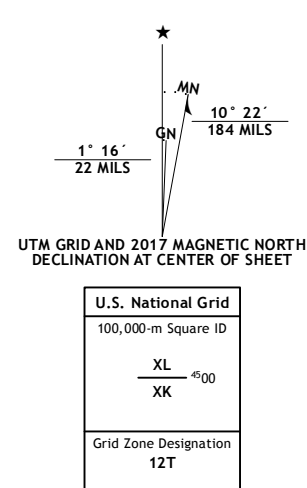 ★
MN
GN
10° 22´
184 MILS
1° 16´
22 MILS
UTM GRID AND 2017 MAGNETIC NORTH
DECLINATION AT CENTER OF SHEET
U.S. National Grid
100,000-m Square ID
XL
4500
XK
Grid Zone Designation
12T